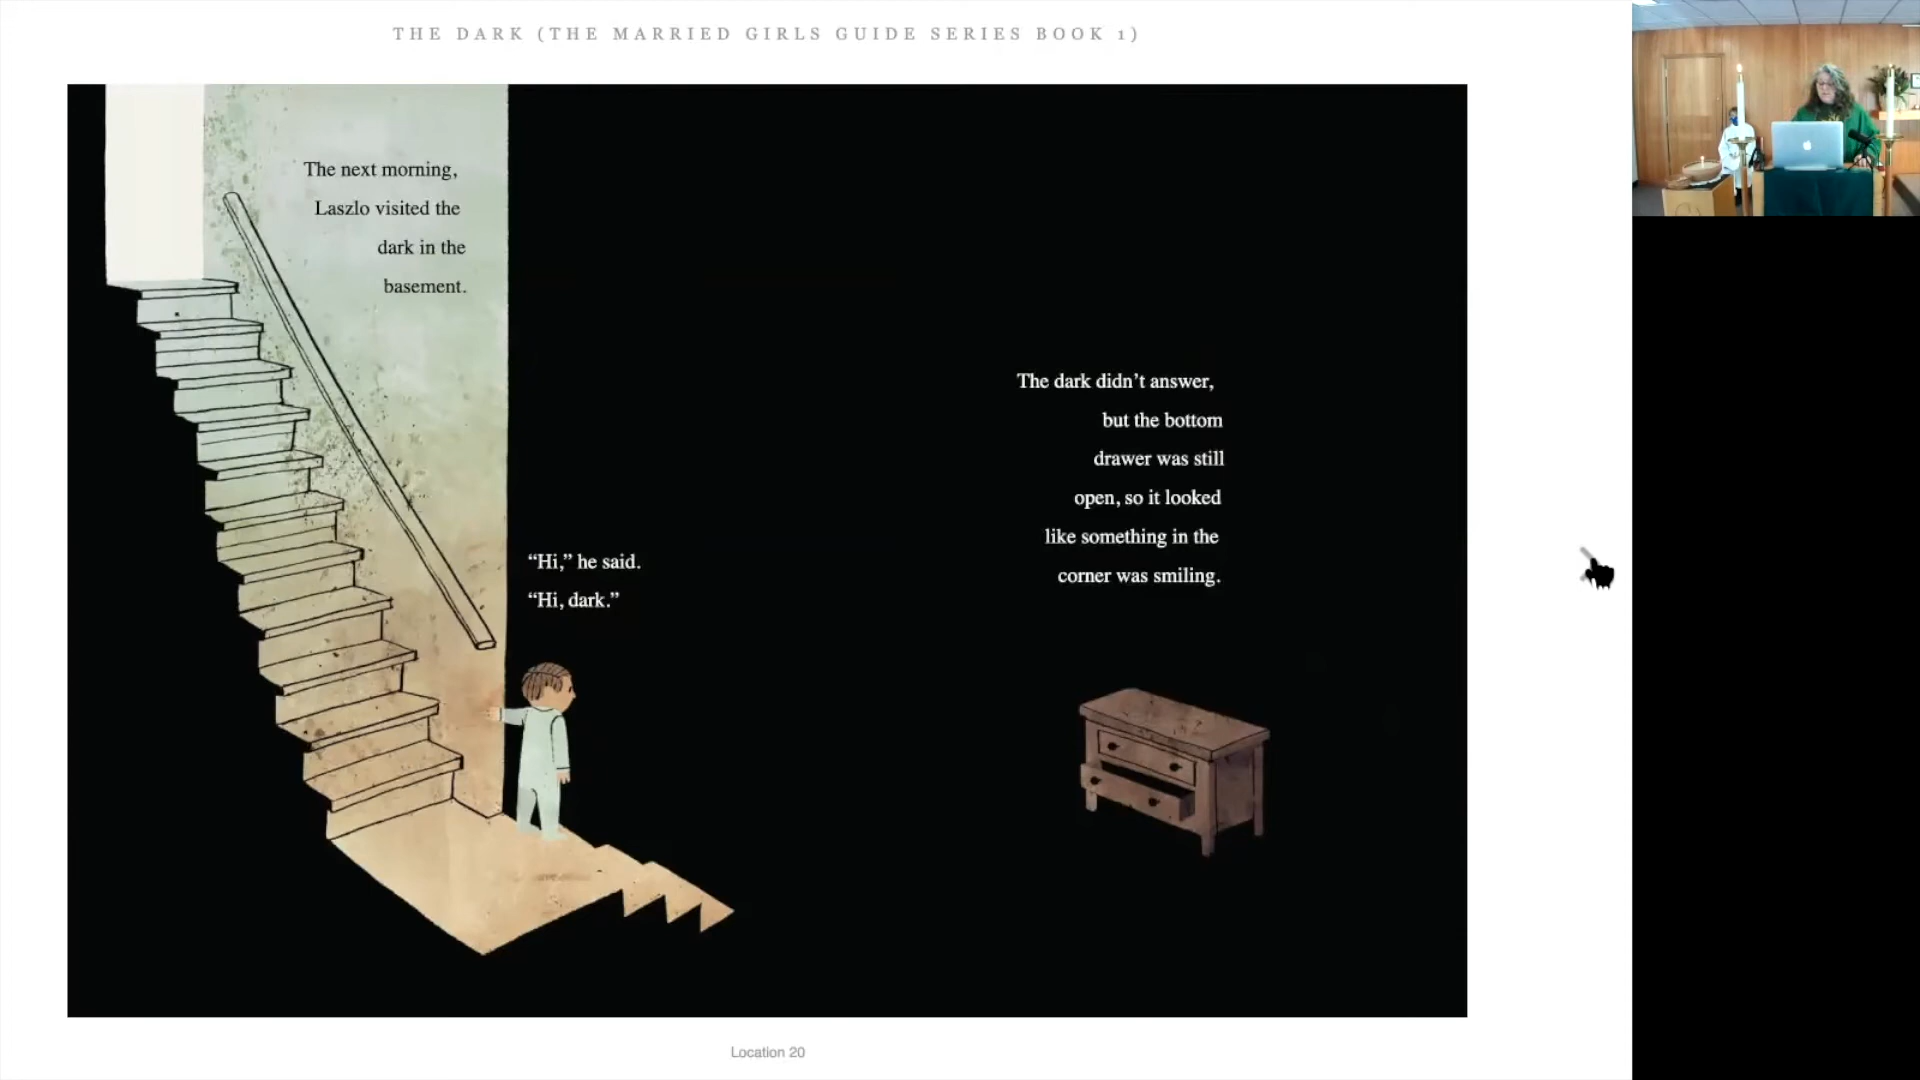 THE DARK (THE MARRIED GIRLS GUIDE SERIES BOOK 1)
The next morning,
Laszlo visited the
dark in the
basement.
“Hi,” he said.
“Hi, dark.”
The dark didn’t answer,
but the bottom
drawer was still
open, so it looked
like something in the
corner was smiling.
Location 20